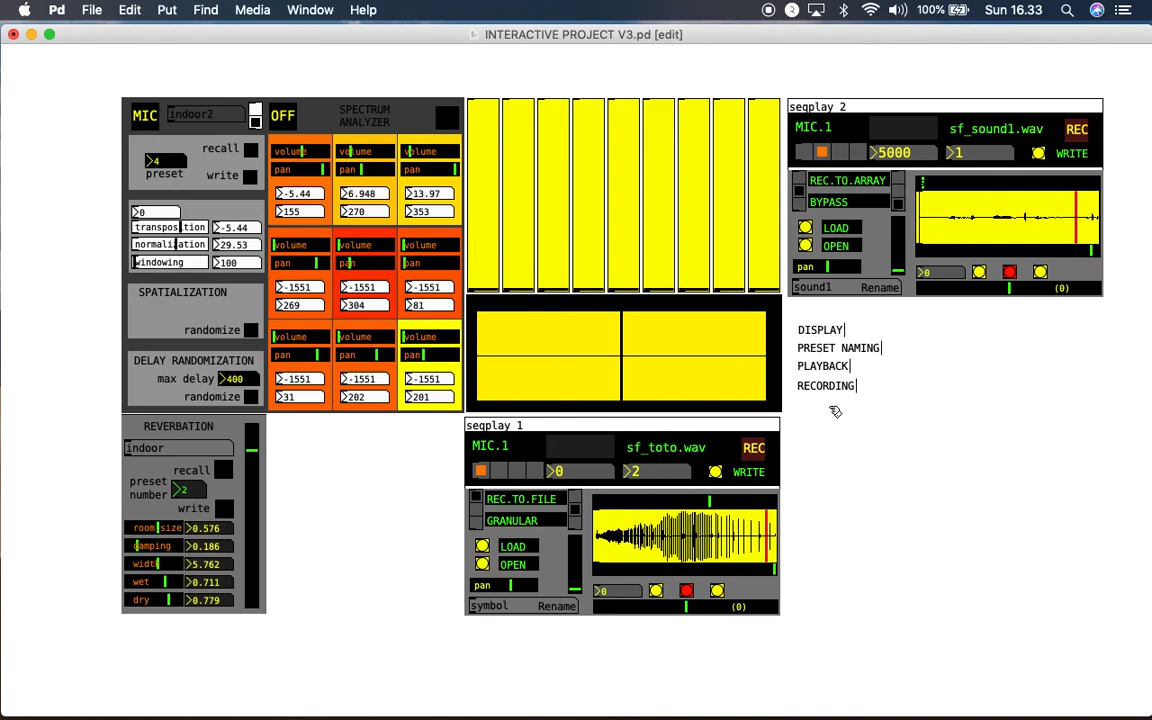 Pd File Edit Put Find Media Window Help 100% Sun 16.33
INTERACTIVE PROJECT V3.pd [edit]
MIC indoor2
recall
4
preset
write
0
transposition -5.44
normalization 29.53
windowing 100
SPATIALIZATION
randomize
DELAY RANDOMIZATION
max delay 400
randomize
REVERBATION
indoor
recall
preset
number 2
write
room size 0.576
damping 0.186
width 5.762
wet 0.711
dry 0.779
OFF SPECTRUM
ANALYZER
volume volume volume
pan pan pan
-5.44 6.948 13.97
155 270 353
volume volume volume
pan pan pan
-1551 -1551 -1551
269 304 81
volume volume volume
pan pan pan
-1551 -1551 -1551
31 202 201
seqplay 2
MIC.1 sf_sound1.wav REC
5000 1 WRITE
REC.TO.ARRAY
BYPASS
LOAD
OPEN
pan 0
sound1 Rename (0)
DISPLAY
PRESET NAMING
PLAYBACK
RECORDING
seqplay 1
MIC.1 sf_toto.wav REC
0 2 WRITE
REC.TO.FILE
GRANULAR
LOAD
OPEN
pan 0
symbol Rename (0)